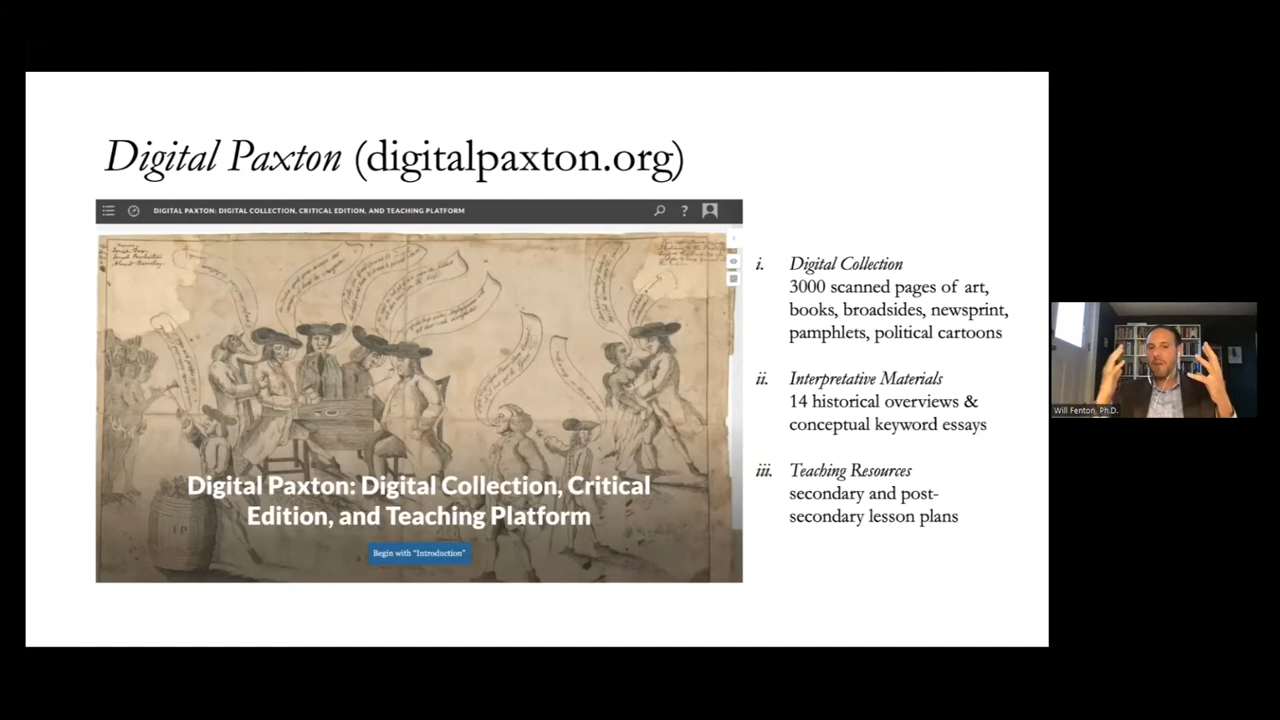 Digital Paxton (digitalpaxton.org)
DIGITAL PAXTON: DIGITAL COLLECTION, CRITICAL EDITION, AND TEACHING PLATFORM
?
I P
Digital Paxton: Digital Collection, Critical
Edition, and Teaching Platform
Begin with "Introduction"
i. Digital Collection
3000 scanned pages of art,
books, broadsides, newsprint,
pamphlets, political cartoons
ii. Interpretative Materials
14 historical overviews &
conceptual keyword essays
iii. Teaching Resources
secondary and post-
secondary lesson plans
Will Fenton, Ph.D.